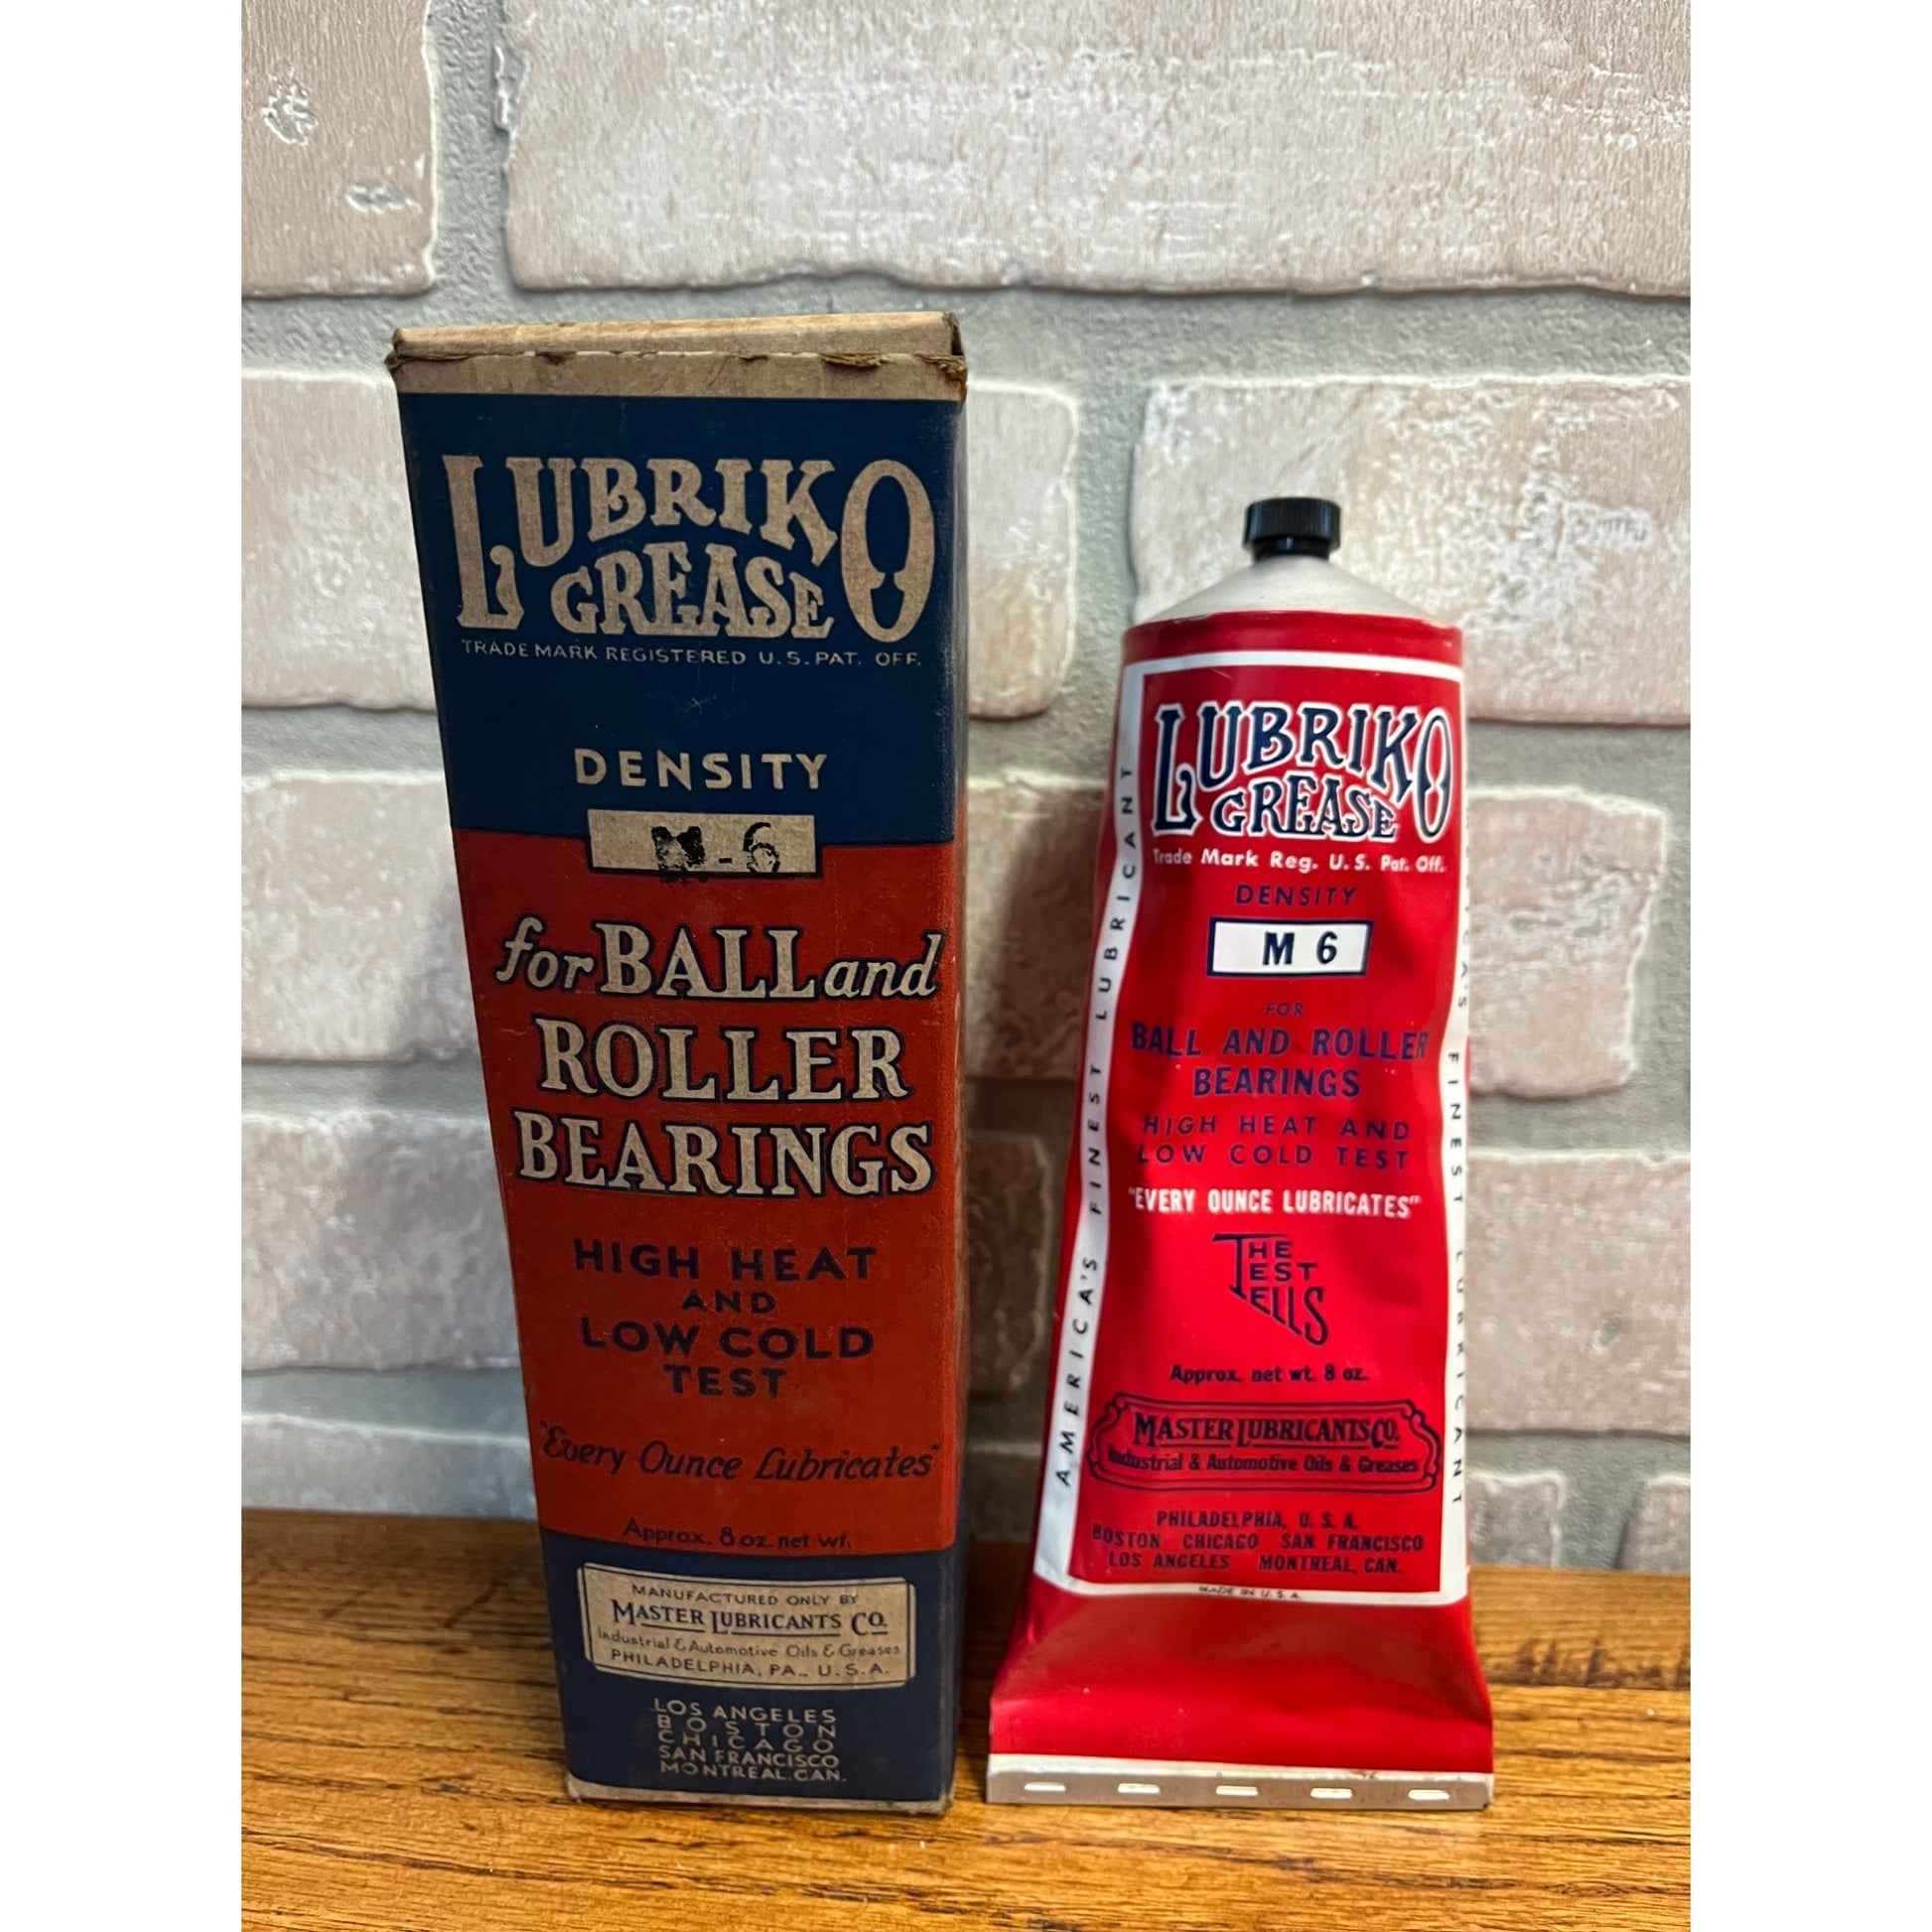 LUBRIKO
GREASE
TRADE MARK REGISTERED U.S. PAT. OFF.
DENSITY
M-6
for BALL and
ROLLER
BEARINGS
HIGH HEAT
AND
LOW COLD
TEST
"Every Ounce Lubricates"
Approx. 8 oz. net wt.
MANUFACTURED ONLY BY
MASTER LUBRICANTS CO.
Industrial & Automotive Oils & Greases
PHILADELPHIA, PA., U.S.A.
LOS ANGELES
BOSTON
CHICAGO
SAN FRANCISCO
MONTREAL.CAN.
LUBRIKO
GREASE
Trade Mark Reg. U.S. Pat. Off.
DENSITY
M 6
FOR
BALL AND ROLLER
BEARINGS
HIGH HEAT AND
LOW COLD TEST
"EVERY OUNCE LUBRICATES"
THE
TEST
TELLS
Approx. net wt. 8 oz.
MASTER LUBRICANTS CO.
Industrial & Automotive Oils & Greases
PHILADELPHIA, U. S. A.
BOSTON CHICAGO SAN FRANCISCO
LOS ANGELES MONTREAL, CAN.
MADE IN U.S.A.
AMERICA'S FINEST LUBRICANT
FINEST LUBRICANT